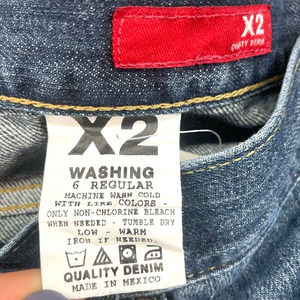 X2
QUALITY DENIM
X2
WASHING
6 REGULAR
MACHINE WASH COLD
WITH LIKE COLORS -
ONLY NON-CHLORINE BLEACH
WHEN NEEDED - TUMBLE DRY
LOW - WARM
IRON IF NEEDED.
QUALITY DENIM
MADE IN MEXICO